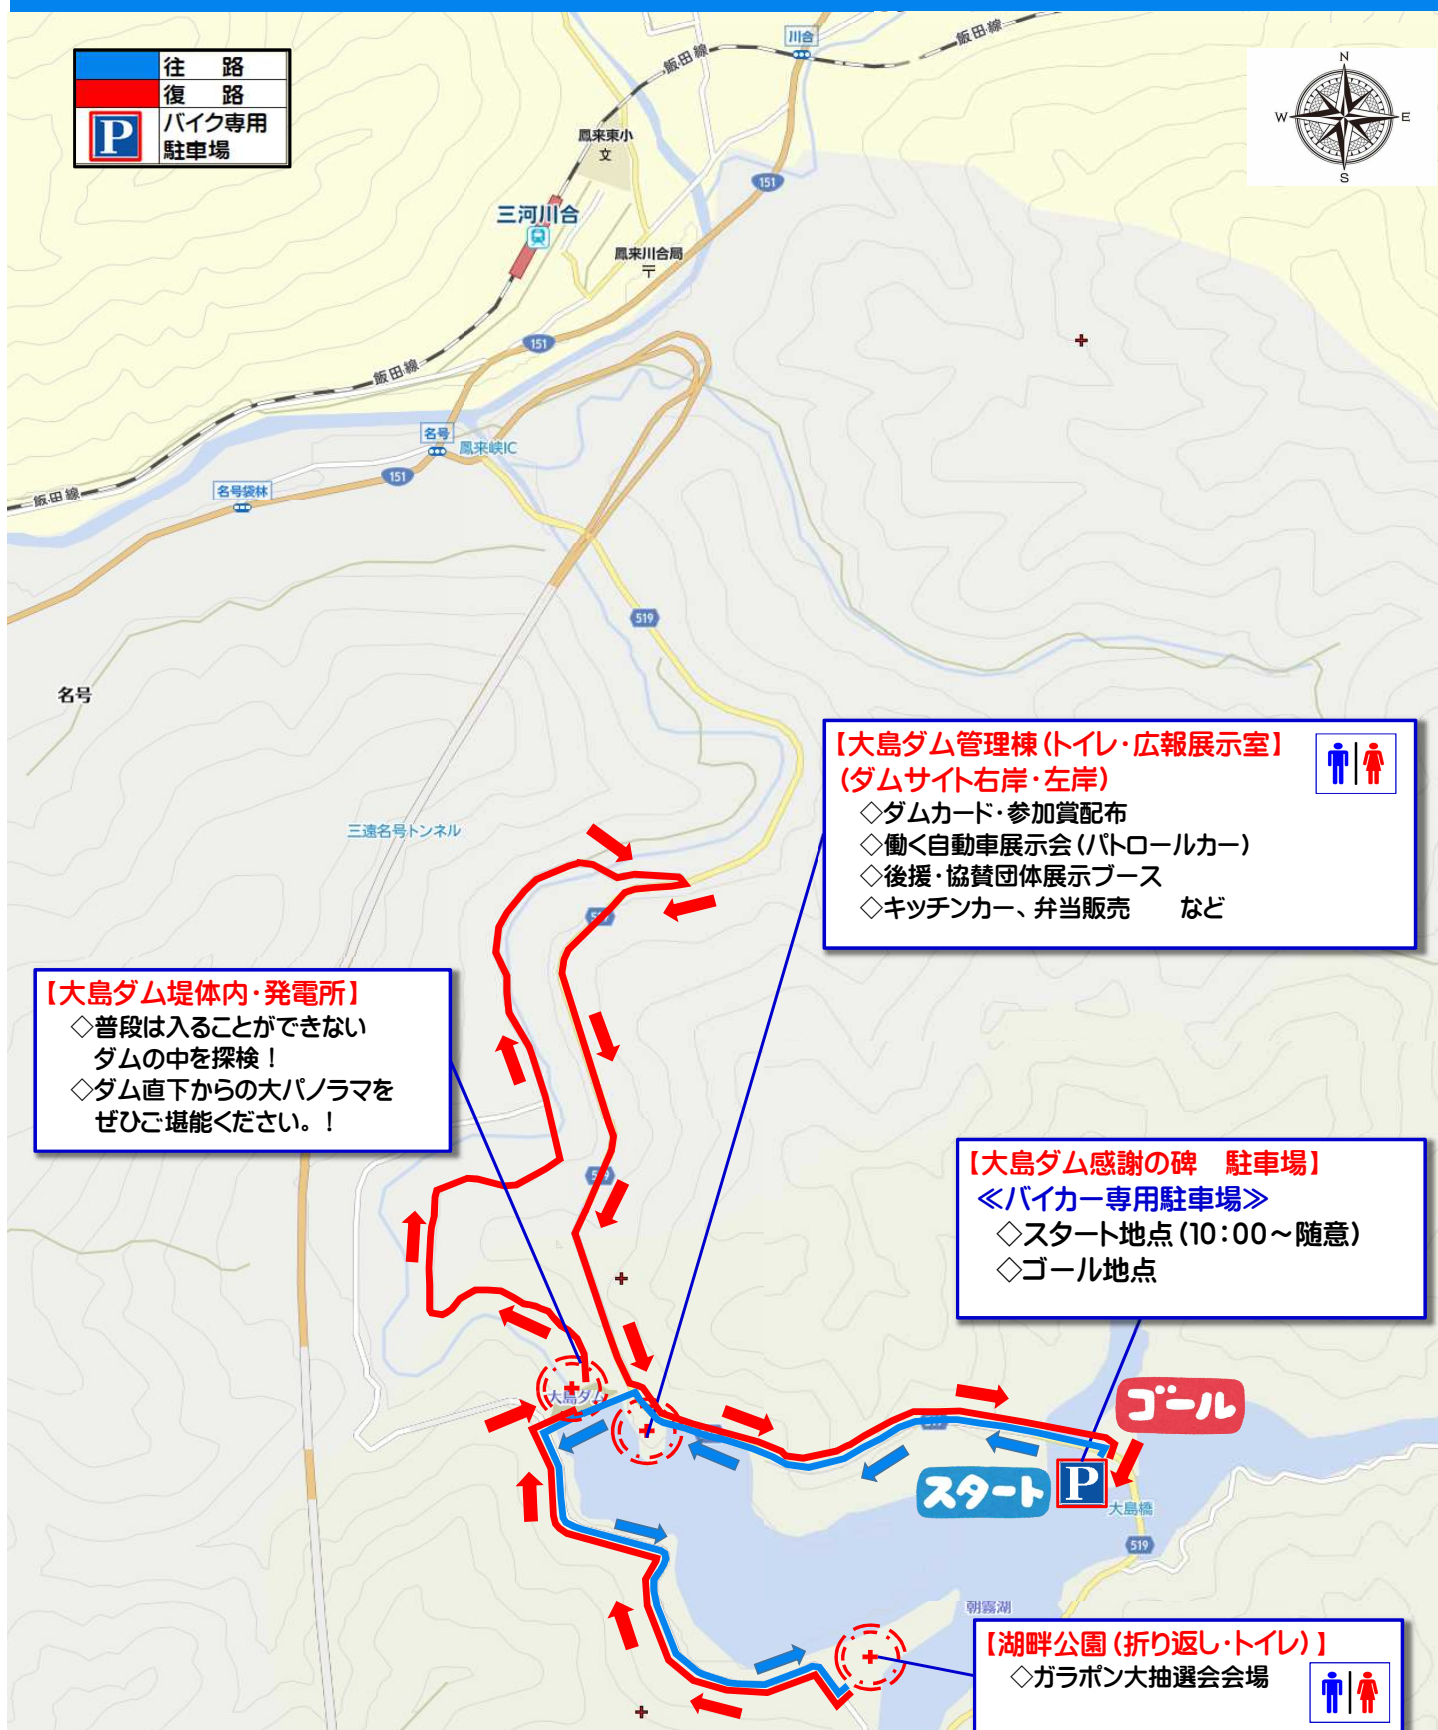 往　路
復　路
P
バイク専用
駐車場
飯田線
川合
飯田線
N
W
E
S
鳳来東小
文
151
三河川合
鳳来川合局
〒
151
飯田線
名号
鳳来峡IC
151
名号袋林
飯田線
519
名号
三遠名号トンネル
【大島ダム管理棟(トイレ・広報展示室】
(ダムサイト右岸・左岸)
◇ダムカード・参加賞配布
◇働く自動車展示会(パトロールカー)
◇後援・協賛団体展示ブース
◇キッチンカー、弁当販売　　など
【大島ダム堤体内・発電所】
◇普段は入ることができない
ダムの中を探検！
◇ダム直下からの大パノラマを
ぜひご堪能ください。！
【大島ダム感謝の碑　駐車場】
≪バイカー専用駐車場≫
◇スタート地点(10:00～随意)
◇ゴール地点
大島ダム
ゴール
スタート
P
大島橋
519
朝霧湖
【湖畔公園(折り返し・トイレ)】
◇ガラポン大抽選会会場